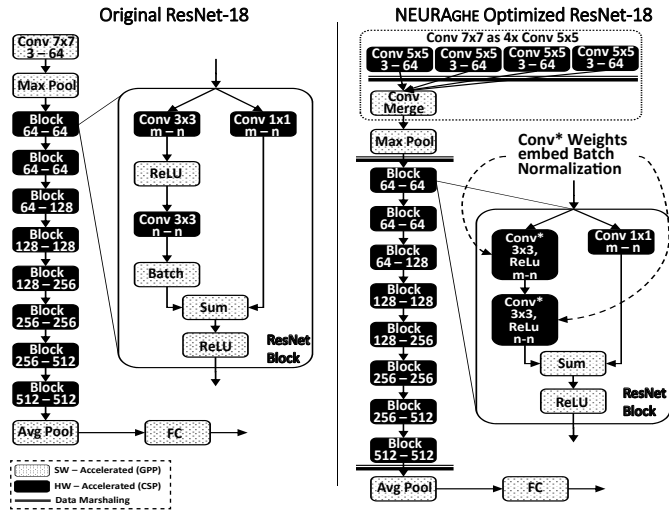 Original ResNet-18
Conv 7x7
3 – 64
Max Pool
Block
64 – 64
Block
64 – 64
Block
64 – 128
Block
128 – 128
Block
128 – 256
Block
256 – 256
Block
256 – 512
Block
512 – 512
Avg Pool
FC
Conv 3x3
m – n
Conv 1x1
m – n
ReLU
Conv 3x3
n – n
Batch
Sum
ReLU
ResNet
Block
SW – Accelerated (GPP)
HW – Accelerated (CSP)
Data Marshaling
NEURAGHE Optimized ResNet-18
Conv 7x7 as 4x Conv 5x5
Conv 5x5
3 – 64
Conv 5x5
3 – 64
Conv 5x5
3 – 64
Conv 5x5
3 – 64
Conv
Merge
Max Pool
Block
64 – 64
Block
64 – 64
Block
64 – 128
Block
128 – 128
Block
128 – 256
Block
256 – 256
Block
256 – 512
Block
512 – 512
Avg Pool
FC
Conv* Weights
embed Batch
Normalization
Conv*
3x3,
ReLu
m-n
Conv 1x1
m – n
Conv*
3x3,
ReLu
n-n
Sum
ReLU
ResNet
Block